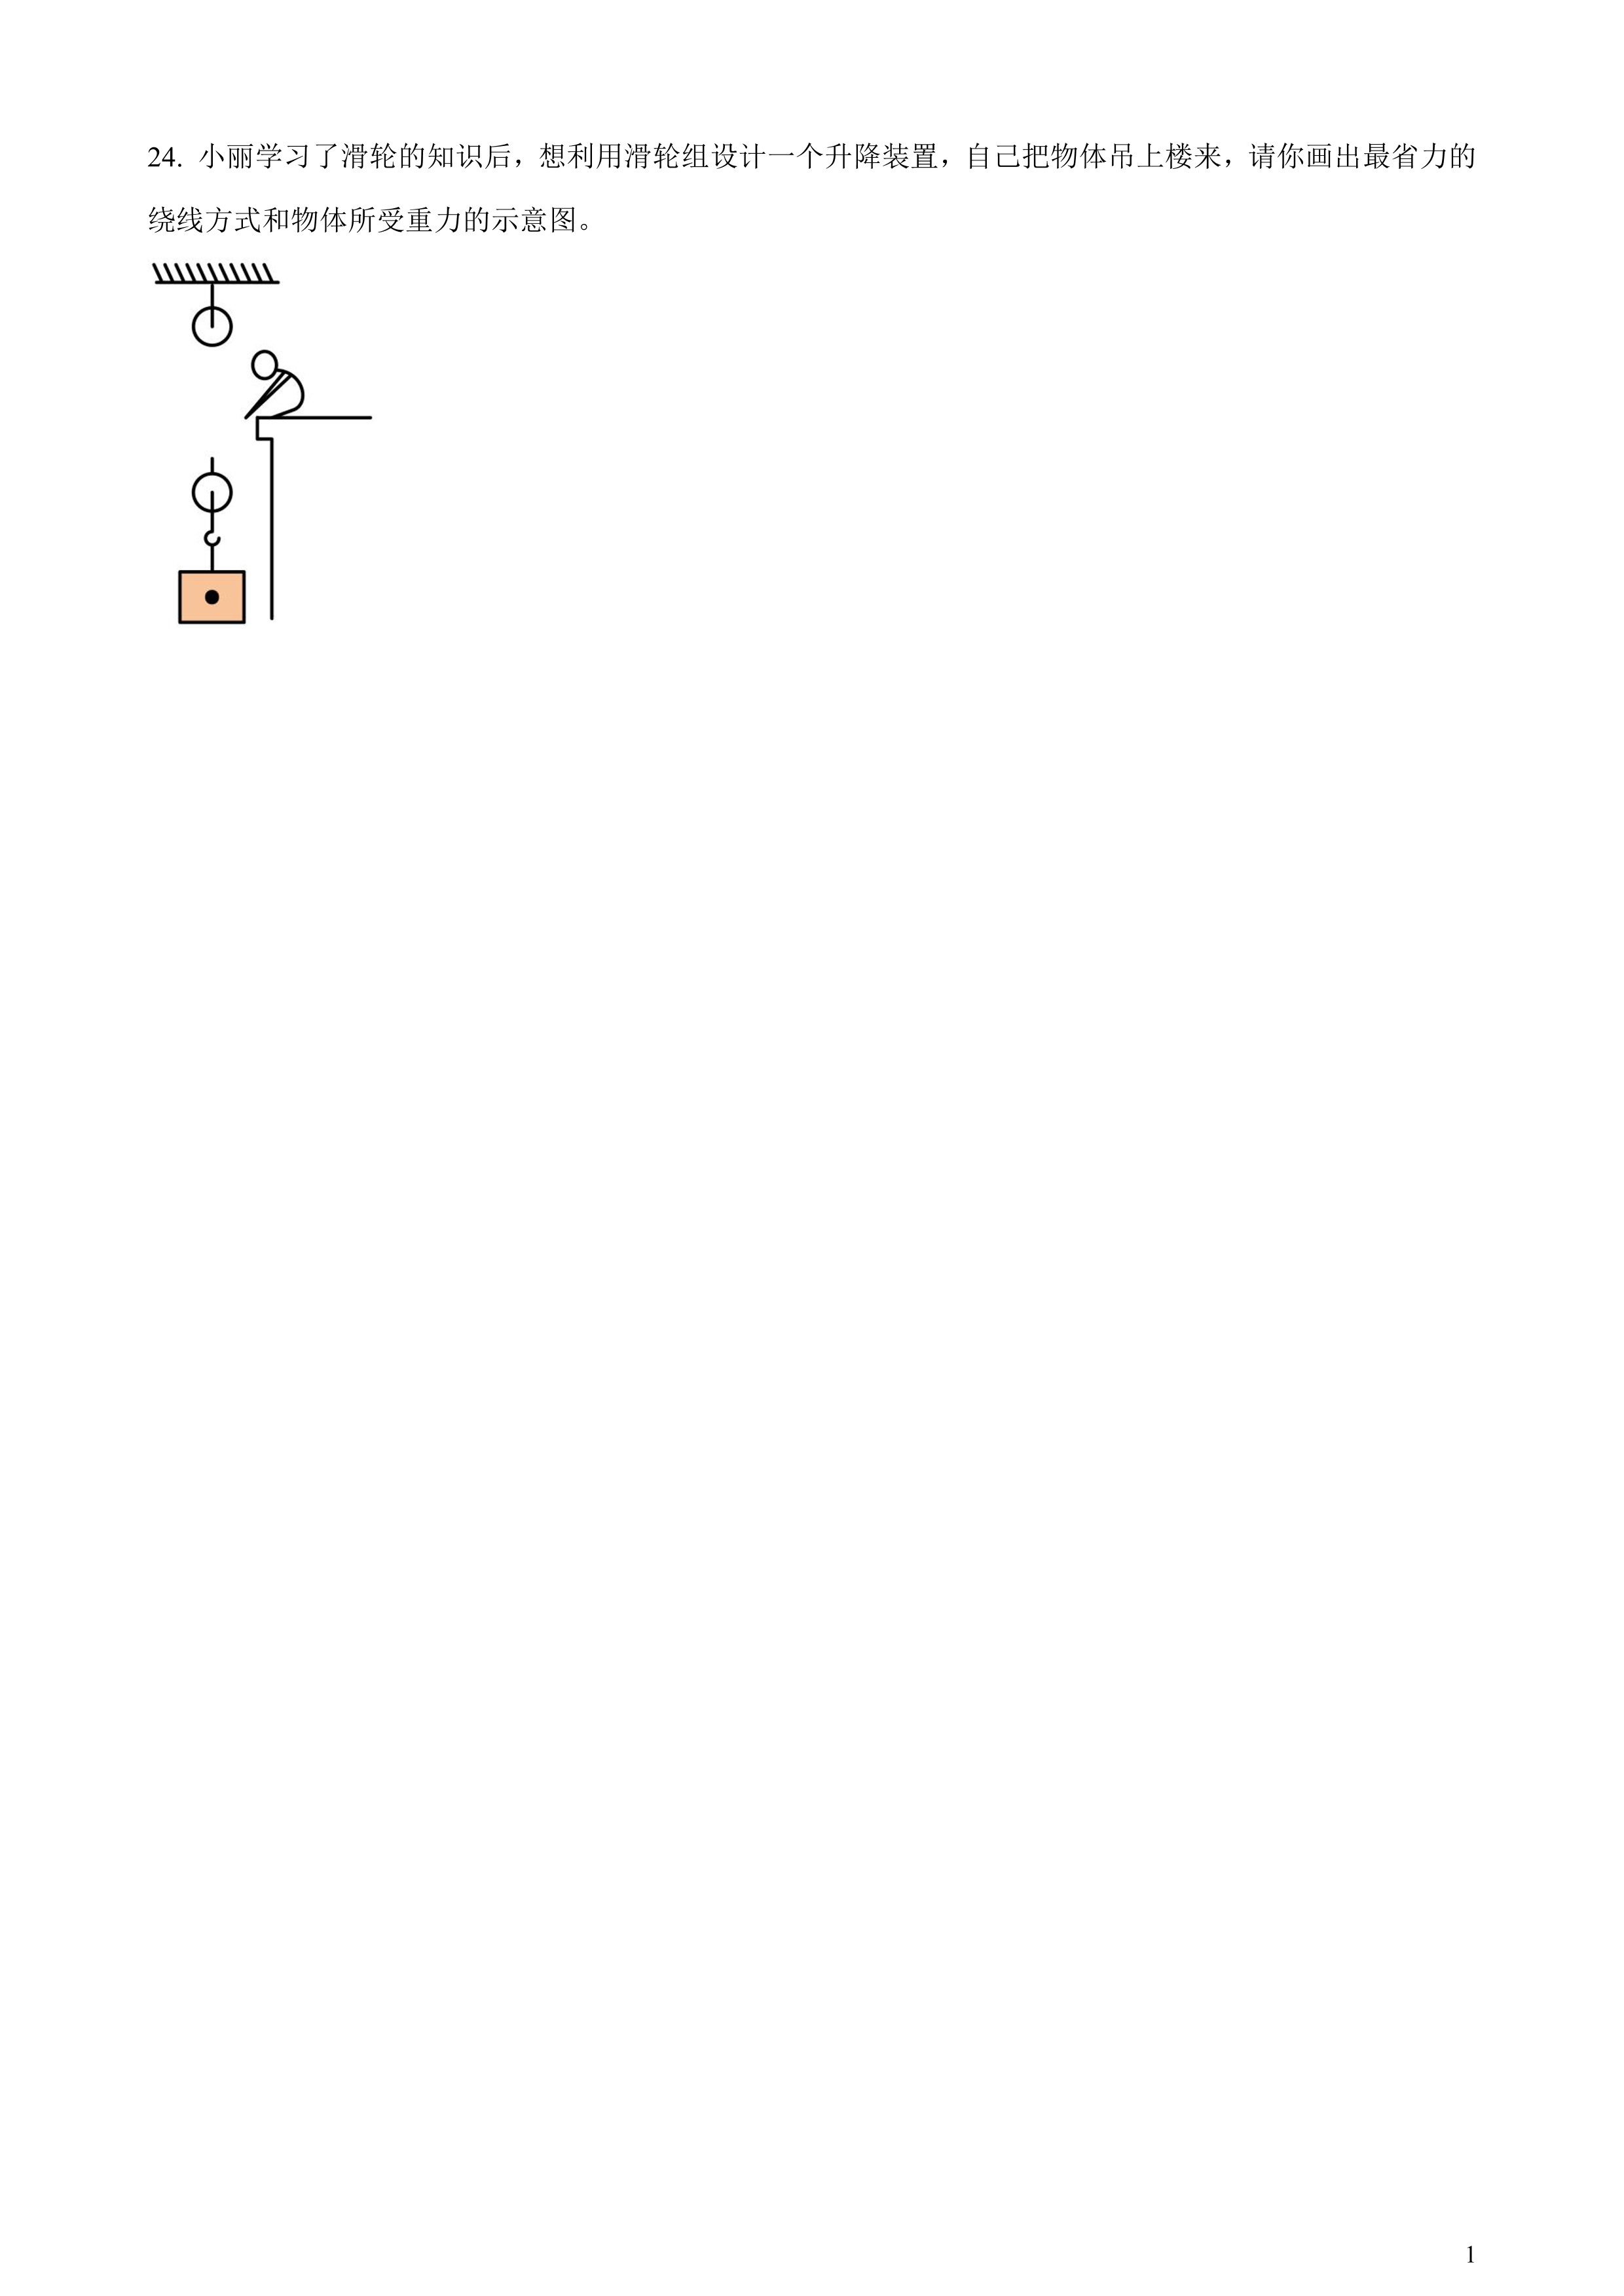 24. 小丽学习了滑轮的知识后，想利用滑轮组设计一个升降装置，自己把物体吊上楼来，请你画出最省力的
绕线方式和物体所受重力的示意图。
1